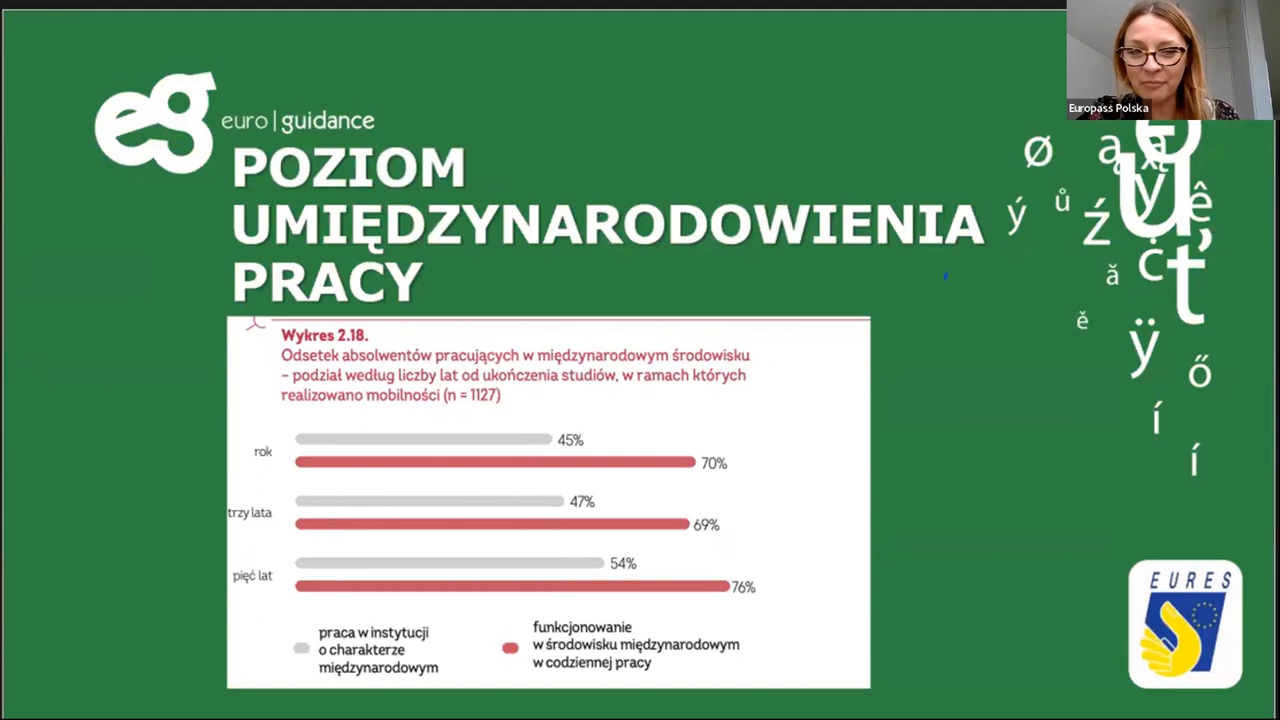 Europass Polska
eg
euro|guidance
POZIOM
UMIĘDZYNARODOWIENIA
PRACY
Wykres 2.18.
Odsetek absolwentów pracujących w międzynarodowym środowisku
– podział według liczby lat od ukończenia studiów, w ramach których
realizowano mobilności (n = 1127)
rok
45%
70%
trzy lata
47%
69%
pięć lat
54%
76%
praca w instytucji
o charakterze
międzynarodowym
funkcjonowanie
w środowisku międzynarodowym
w codziennej pracy
Ø ą
ý ů Ź u y ê
ă c ť
ě ÿ ő
í
í
EURES